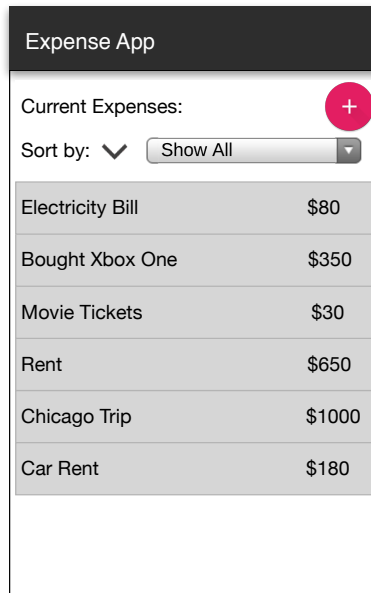 Expense App
Current Expenses: +
Sort by: Show All
Electricity Bill $80
Bought Xbox One $350
Movie Tickets $30
Rent $650
Chicago Trip $1000
Car Rent $180